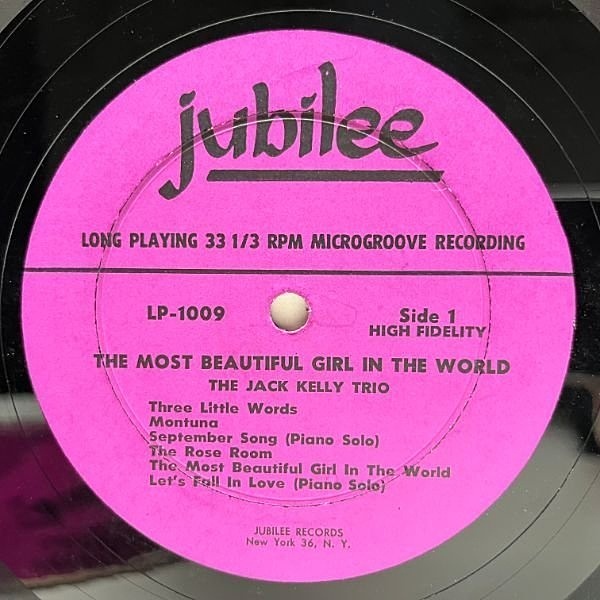 jubilee
LONG PLAYING 33 1/3 RPM MICROGROOVE RECORDING
LP-1009
Side 1
HIGH FIDELITY
THE MOST BEAUTIFUL GIRL IN THE WORLD
THE JACK KELLY TRIO
Three Little Words
Montuna
September Song (Piano Solo)
The Rose Room
The Most Beautiful Girl In The World
Let's Fall In Love (Piano Solo)
JUBILEE RECORDS
New York 36, N. Y.